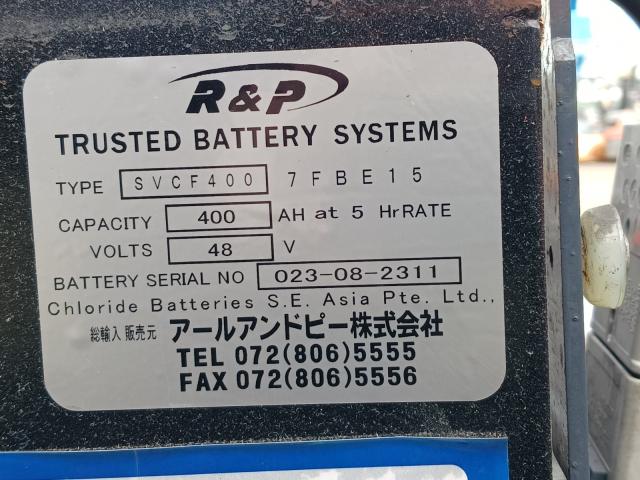 R&P
TRUSTED BATTERY SYSTEMS
TYPE SVCF400 7FBE15
CAPACITY 400 AH at 5 HrRATE
VOLTS 48 V
BATTERY SERIAL NO 023-08-2311
Chloride Batteries S.E. Asia Pte. Ltd.,
総輸入販売元 アールアンドピー株式会社
TEL 072(806)5555
FAX 072(806)5556